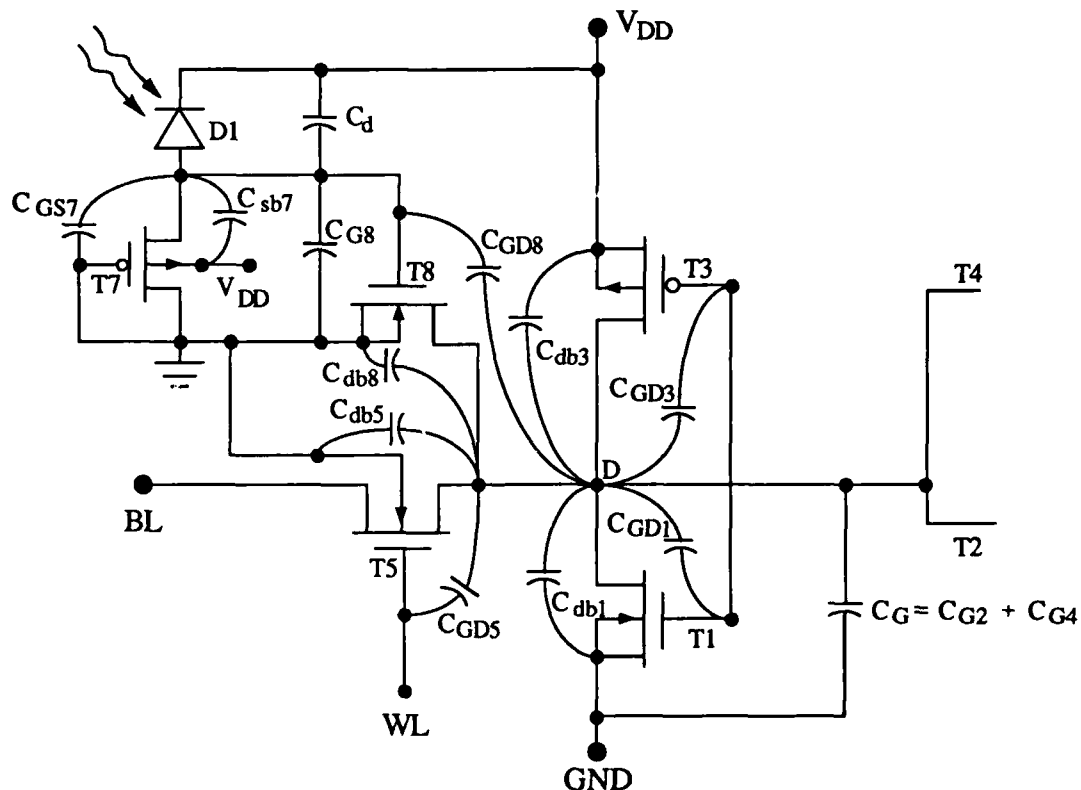 V_DD
D1
C_d
C_GS7
C_sb7
C_G8
C_GD8
T7
V_DD
T8
T3
T4
C_db3
C_db8
C_GD3
C_db5
D
BL
T5
C_GD1
T2
C_db1
C_GD5
T1
C_G = C_G2 + C_G4
WL
GND